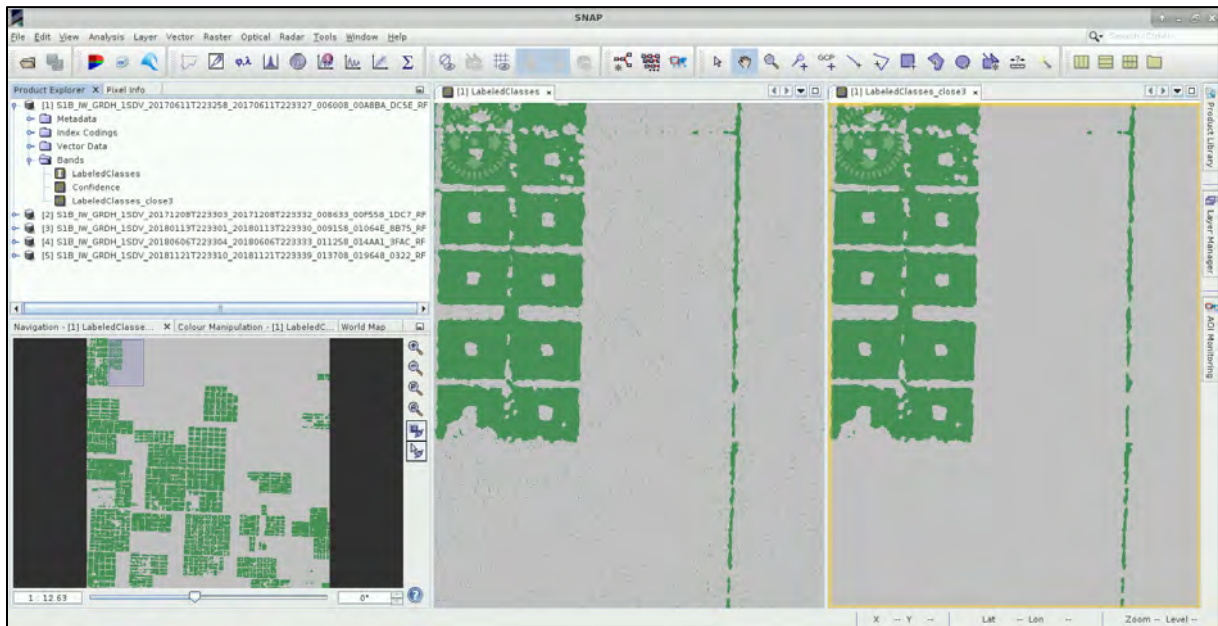 SNAP
File Edit View Analysis Layer Vector Raster Optical Radar Tools Window Help
Product Explorer X Pixel Info
[1] S1B_IW_GRDH_1SDV_20170611T223258_20170611T223327_006008_00A8BA_DC5E_RF
Metadata
Index Codings
Vector Data
Bands
LabeledClasses
Confidence
LabeledClasses_close3
[2] S1B_IW_GRDH_1SDV_20171208T223303_20171208T223332_008633_00F558_1DC7_RF
[3] S1B_IW_GRDH_1SDV_20180113T223301_20180113T223330_009158_01064E_8B75_RF
[4] S1B_IW_GRDH_1SDV_20180606T223304_20180606T223333_011258_014AA1_3FAC_RF
[5] S1B_IW_GRDH_1SDV_20181121T223310_20181121T223339_013708_019648_0322_RF
Navigation - [1] LabeledClasse... X Colour Manipulation - [1] LabeledC... World Map
1 : 12.63
0°
[1] LabeledClasses x
[1] LabeledClasses_close3 x
Product Library
Layer Manager
AOI Monitoring
X -- Y -- Lat -- Lon -- Zoom -- Level --